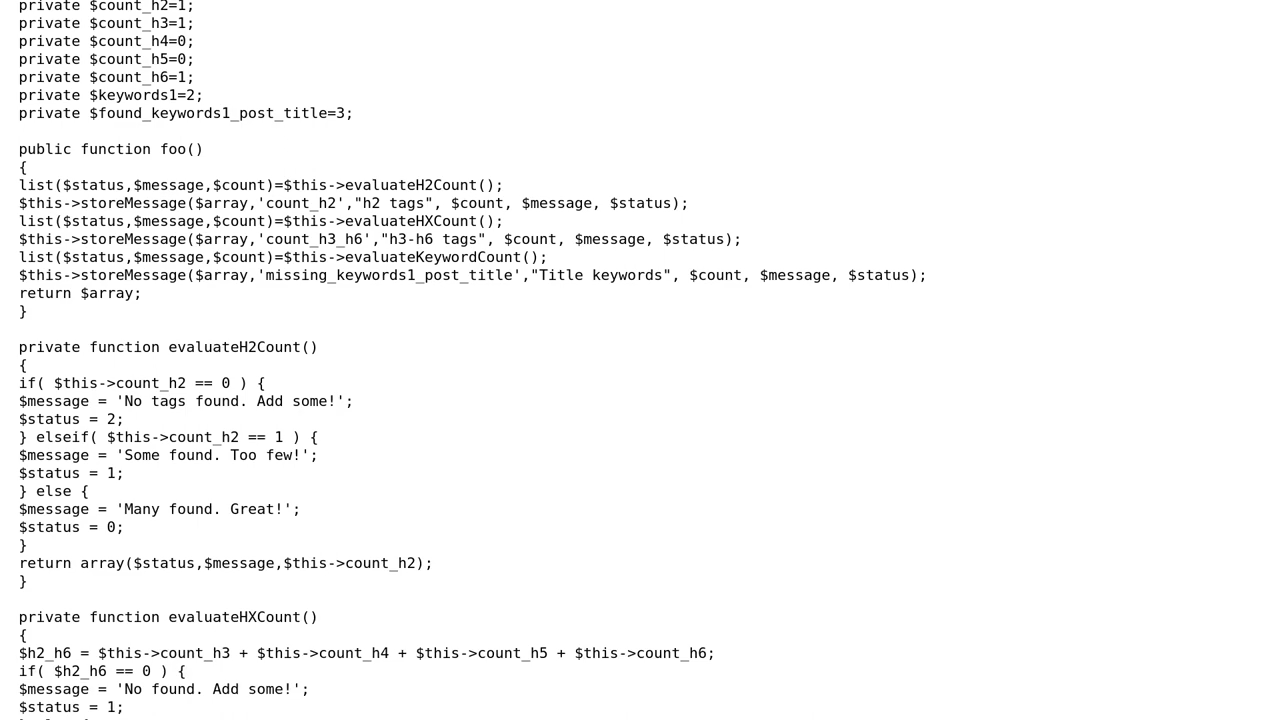 private $count_h2=1;
private $count_h3=1;
private $count_h4=0;
private $count_h5=0;
private $count_h6=1;
private $keywords1=2;
private $found_keywords1_post_title=3;
public function foo()
{
list($status,$message,$count)=$this->evaluateH2Count();
$this->storeMessage($array,'count_h2',"h2 tags", $count, $message, $status);
list($status,$message,$count)=$this->evaluateHXCount();
$this->storeMessage($array,'count_h3_h6',"h3-h6 tags", $count, $message, $status);
list($status,$message,$count)=$this->evaluateKeywordCount();
$this->storeMessage($array,'missing_keywords1_post_title',"Title keywords", $count, $message, $status);
return $array;
}
private function evaluateH2Count()
{
if( $this->count_h2 == 0 ) {
$message = 'No tags found. Add some!';
$status = 2;
} elseif( $this->count_h2 == 1 ) {
$message = 'Some found. Too few!';
$status = 1;
} else {
$message = 'Many found. Great!';
$status = 0;
}
return array($status,$message,$this->count_h2);
}
private function evaluateHXCount()
{
$h2_h6 = $this->count_h3 + $this->count_h4 + $this->count_h5 + $this->count_h6;
if( $h2_h6 == 0 ) {
$message = 'No found. Add some!';
$status = 1;